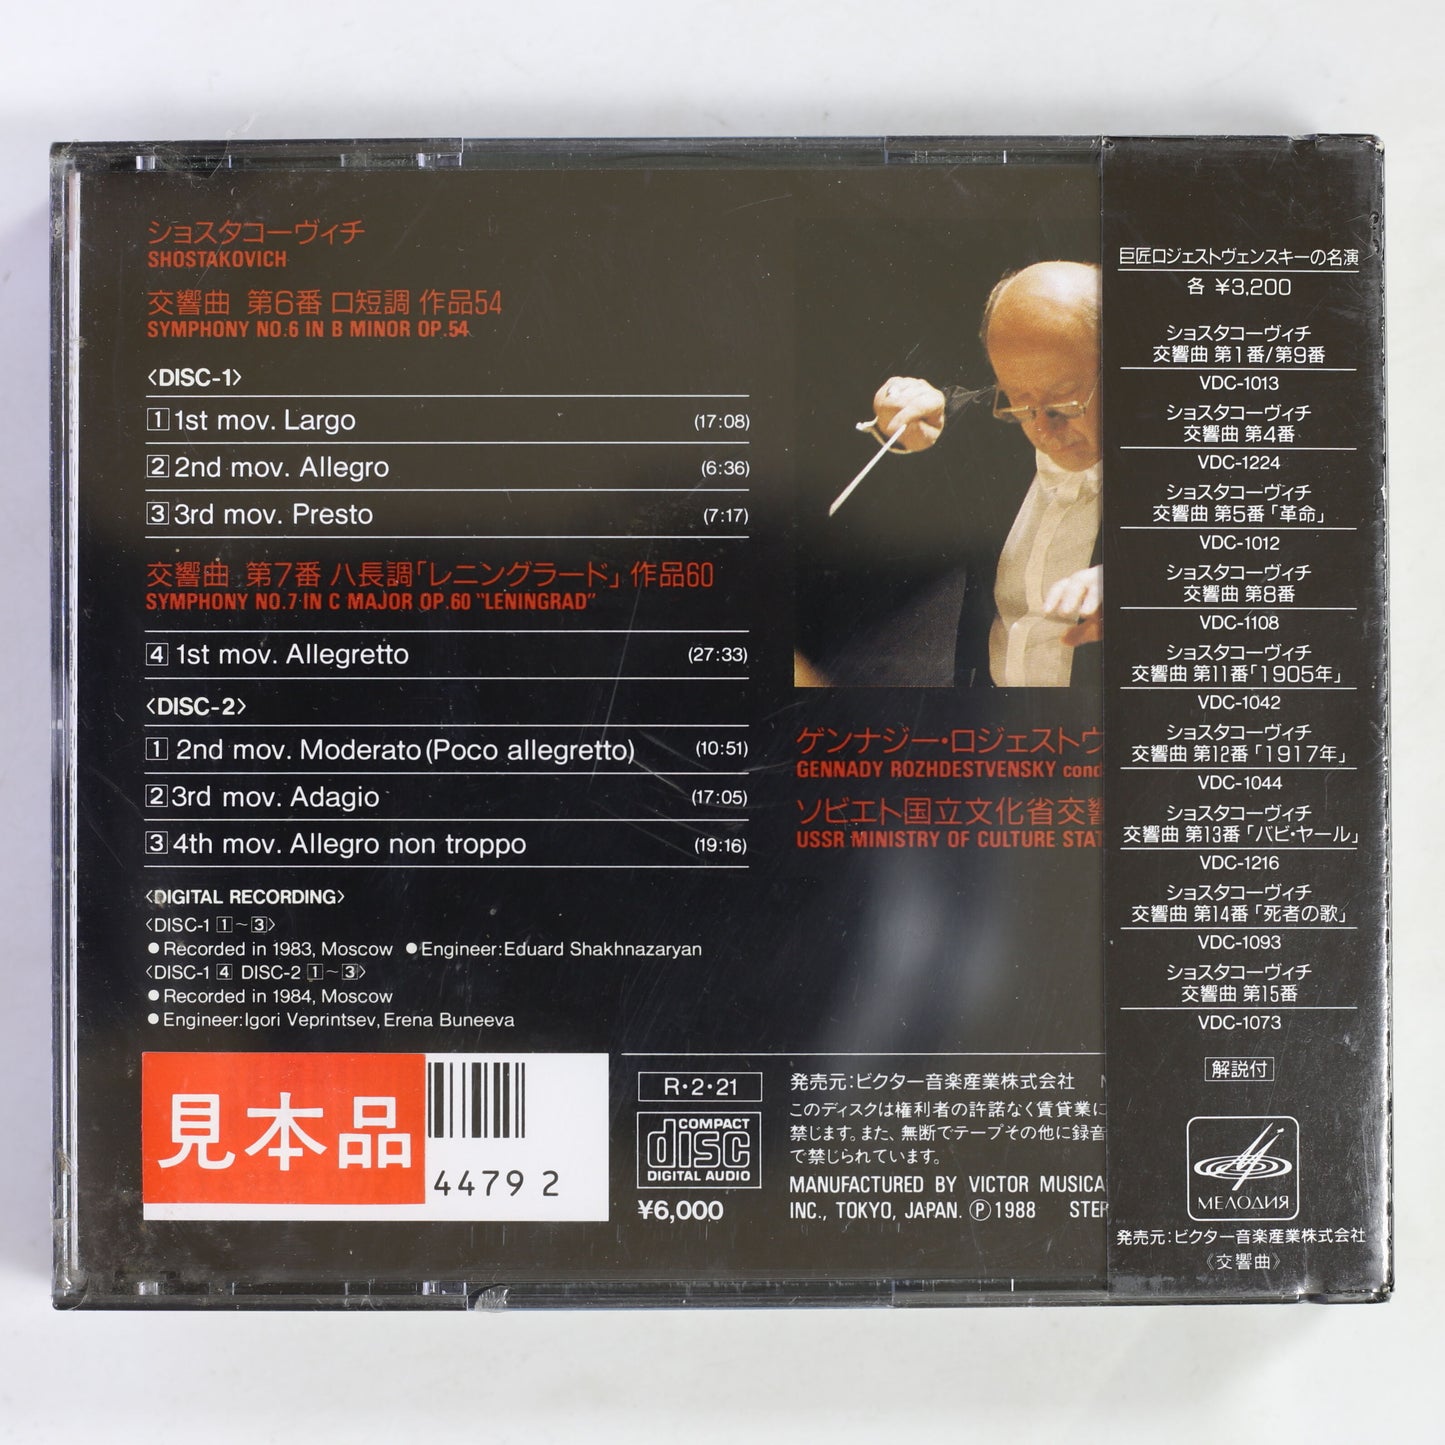 ショスタコーヴィチ
SHOSTAKOVICH
交響曲 第6番 ロ短調 作品54
SYMPHONY NO.6 IN B MINOR OP.54
〈DISC-1〉
1 1st mov. Largo (17:08)
2 2nd mov. Allegro (6:36)
3 3rd mov. Presto (7:17)
交響曲 第7番 ハ長調「レニングラード」作品60
SYMPHONY NO.7 IN C MAJOR OP.60 "LENINGRAD"
4 1st mov. Allegretto (27:33)
〈DISC-2〉
1 2nd mov. Moderato (Poco allegretto) (10:51)
2 3rd mov. Adagio (17:05)
3 4th mov. Allegro non troppo (19:16)
〈DIGITAL RECORDING〉
〈DISC-1 1~3〉
●Recorded in 1983, Moscow ●Engineer:Eduard Shakhnazaryan
〈DISC-1 4 DISC-2 1~3〉
●Recorded in 1984, Moscow
●Engineer:Igori Veprintsev, Erena Buneeva
見本品
4479 2
ゲンナジー・ロジェストヴ
GENNADY ROZHDESTVENSKY cond
ソビエト国立文化省交響
USSR MINISTRY OF CULTURE STAT
R・2・21
COMPACT
disc
DIGITAL AUDIO
¥6,000
発売元:ビクター音楽産業株式会社
このディスクは権利者の許諾なく賃貸業に
禁じます。また、無断でテープその他に録音
で禁じられています。
MANUFACTURED BY VICTOR MUSICA
INC., TOKYO, JAPAN. Ⓟ1988 STER
巨匠ロジェストヴェンスキーの名演
各 ¥3,200
ショスタコーヴィチ
交響曲 第1番/第9番
VDC-1013
ショスタコーヴィチ
交響曲 第4番
VDC-1224
ショスタコーヴィチ
交響曲 第5番「革命」
VDC-1012
ショスタコーヴィチ
交響曲 第8番
VDC-1108
ショスタコーヴィチ
交響曲 第11番「1905年」
VDC-1042
ショスタコーヴィチ
交響曲 第12番「1917年」
VDC-1044
ショスタコーヴィチ
交響曲 第13番「バビ・ヤール」
VDC-1216
ショスタコーヴィチ
交響曲 第14番「死者の歌」
VDC-1093
ショスタコーヴィチ
交響曲 第15番
VDC-1073
解説付
МЕЛОДИЯ
発売元:ビクター音楽産業株式会社
《交響曲》